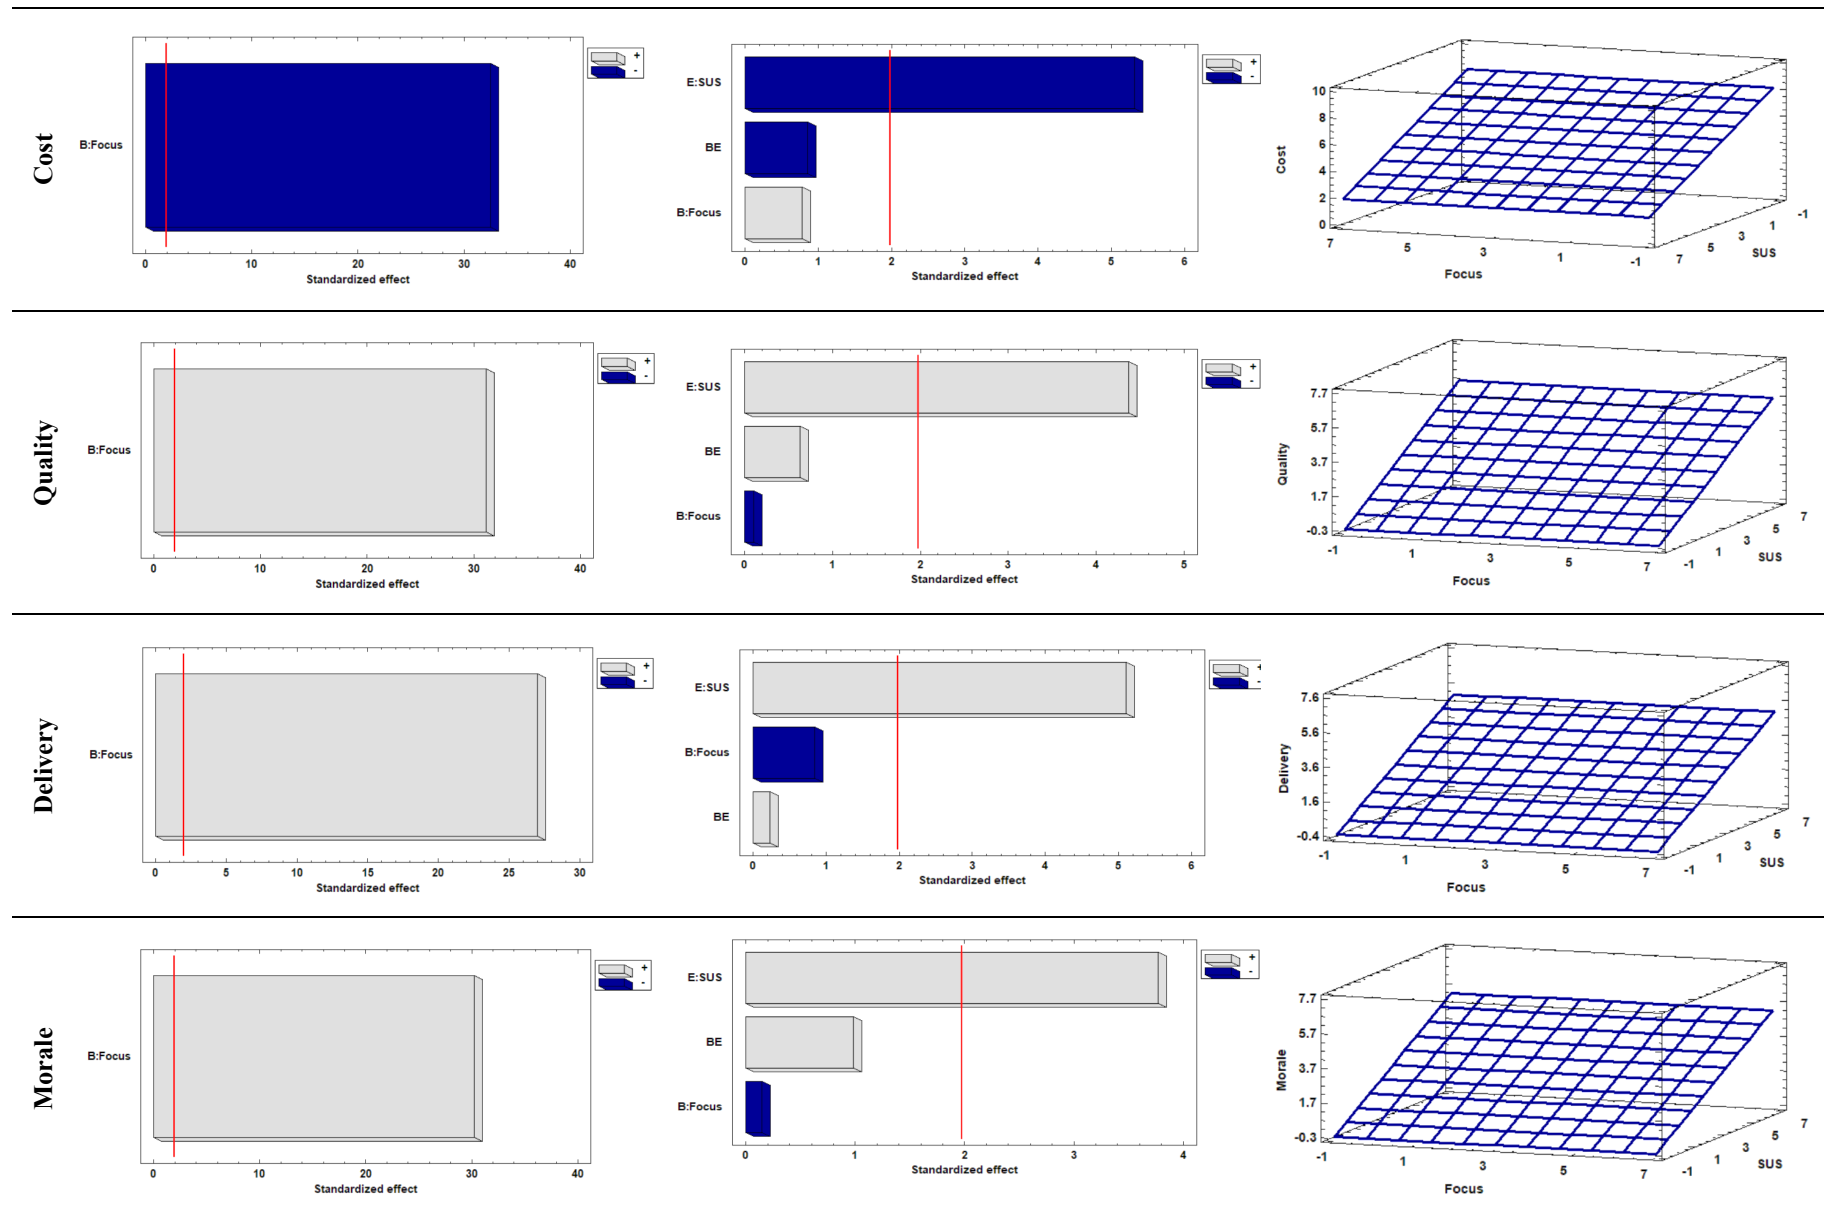 Cost
B:Focus
+
-
0 10 20 30 40
Standardized effect
E:SUS
BE
B:Focus
+
-
0 1 2 3 4 5 6
Standardized effect
10
8
6
4
2
0
Cost
7 5 3 1 -1
Focus
7 5 3 1 -1
SUS
Quality
B:Focus
+
-
0 10 20 30 40
Standardized effect
E:SUS
BE
B:Focus
+
-
0 1 2 3 4 5
Standardized effect
7.7
5.7
3.7
1.7
-0.3
Quality
-1 1 3 5 7
Focus
-1 1 3 5 7
SUS
Delivery
B:Focus
+
-
0 5 10 15 20 25 30
Standardized effect
E:SUS
B:Focus
BE
+
-
0 1 2 3 4 5 6
Standardized effect
7.6
5.6
3.6
1.6
-0.4
Delivery
-1 1 3 5 7
Focus
-1 1 3 5 7
SUS
Morale
B:Focus
+
-
0 10 20 30 40
Standardized effect
E:SUS
BE
B:Focus
+
-
0 1 2 3 4
Standardized effect
7.7
5.7
3.7
1.7
-0.3
Morale
-1 1 3 5 7
Focus
-1 1 3 5 7
SUS